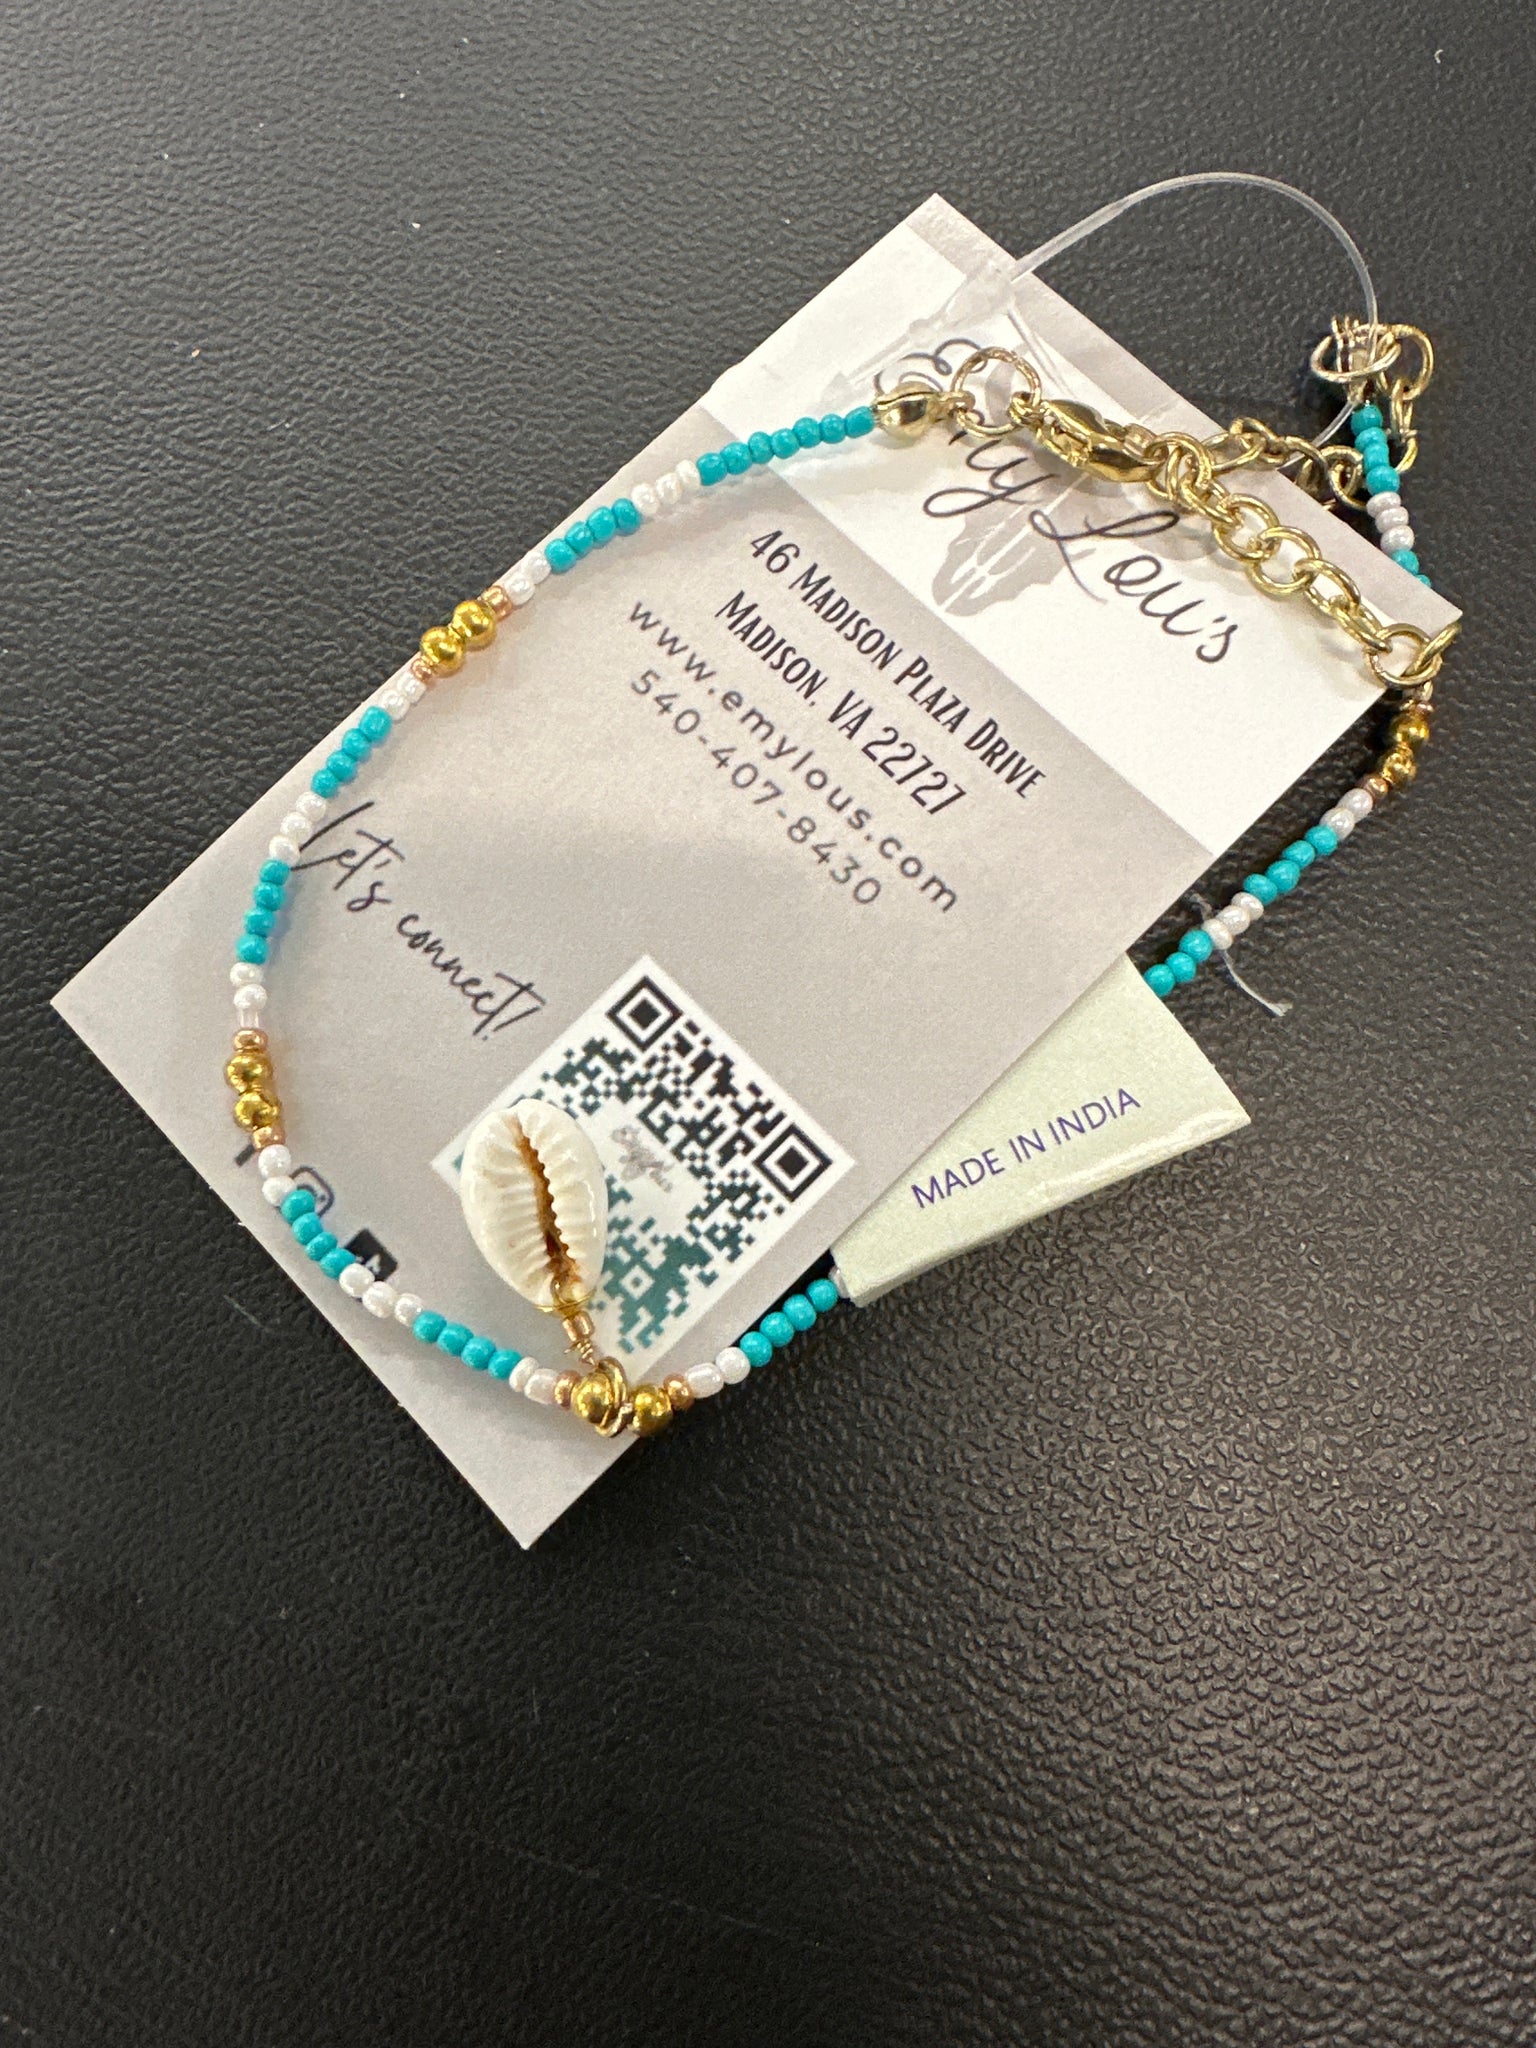 Emy Lou's
46 MADISON PLAZA DRIVE
MADISON, VA 22727
www.emylous.com
540-407-8430
Let's connect!
MADE IN INDIA